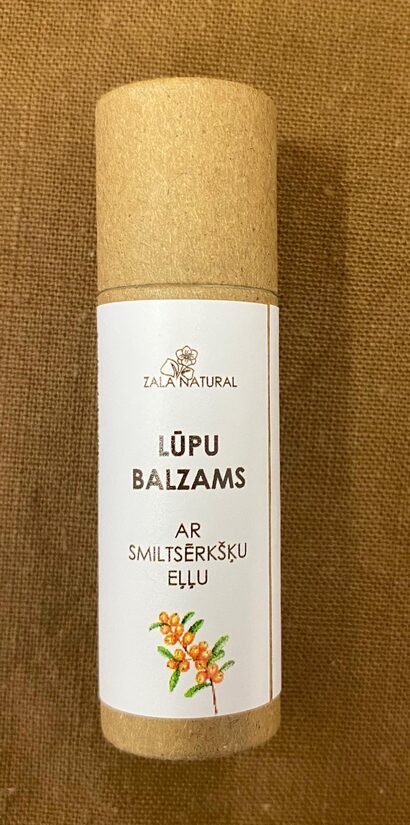 ZALA NATURAL
LŪPU
BALZAMS
AR
SMILTSĒRKŠĶU
EĻĻU